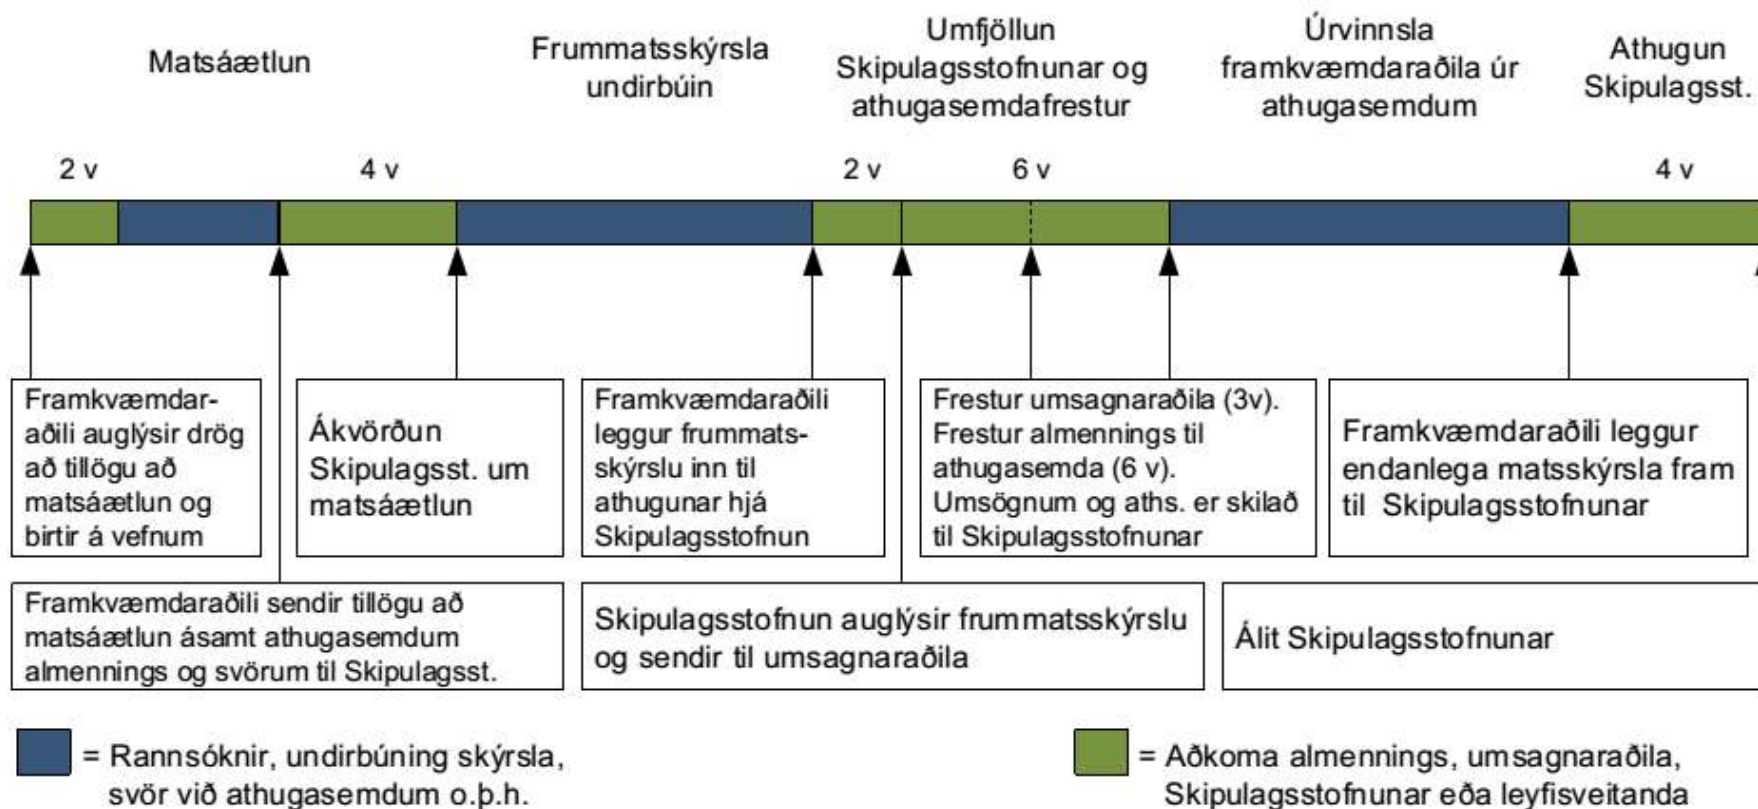 Matsáætlun
Frummatsskýrsla
undirbúin
Umfjöllun
Skipulagsstofnunar og
athugasemdafrestur
Úrvinnsla
framkvæmdaraðila úr
athugasemdum
Athugun
Skipulagsst.
2 v
4 v
2 v
6 v
4 v
Framkvæmdar-
aðili auglýsir drög
að tillögu að
matsáætlun og
birtir á vefnum
Ákvörðun
Skipulagsst. um
matsáætlun
Framkvæmdaraðili
leggur frummats-
skýrslu inn til
athugunar hjá
Skipulagsstofnun
Frestur umsagnaraðila (3v).
Frestur almennings til
athugasemda (6 v).
Umsögnum og aths. er skilað
til Skipulagsstofnunar
Framkvæmdaraðili leggur
endanlega matsskýrsla fram
til Skipulagsstofnunar
Framkvæmdaraðili sendir tillögu að
matsáætlun ásamt athugasemdum
almennings og svörum til Skipulagsst.
Skipulagsstofnun auglýsir frummatsskýrslu
og sendir til umsagnaraðila
Álit Skipulagsstofnunar
= Rannsóknir, undirbúning skýrsla,
svör við athugasemdum o.þ.h.
= Aðkoma almennings, umsagnaraðila,
Skipulagsstofnunar eða leyfisveitanda